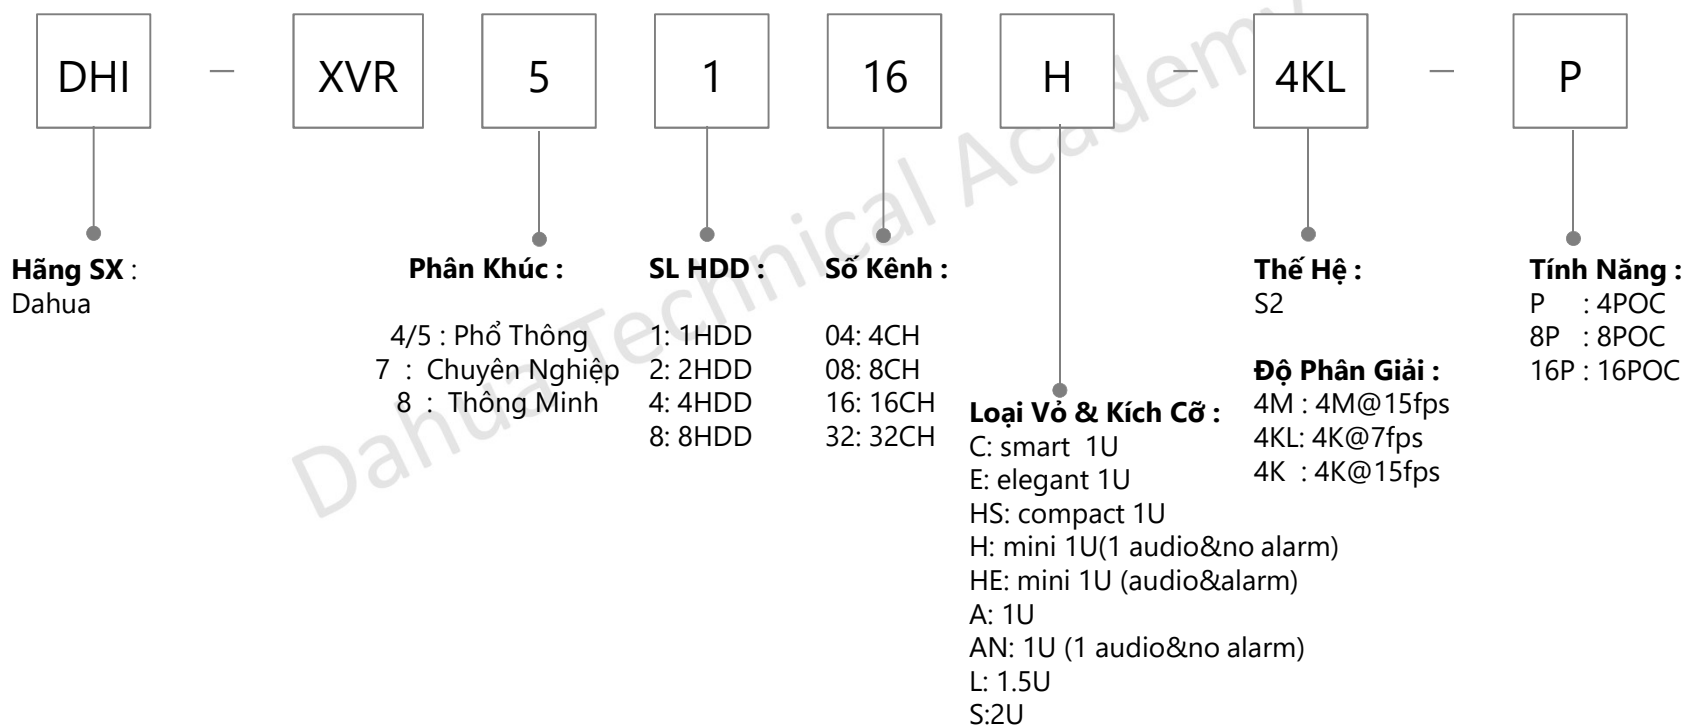 DHI – XVR 5 1 16 H – 4KL – P
Hãng SX :
Dahua
Phân Khúc :
4/5 : Phổ Thông
7 : Chuyên Nghiệp
8 : Thông Minh
SL HDD :
1: 1HDD
2: 2HDD
4: 4HDD
8: 8HDD
Số Kênh :
04: 4CH
08: 8CH
16: 16CH
32: 32CH
Loại Vỏ & Kích Cỡ :
C: smart 1U
E: elegant 1U
HS: compact 1U
H: mini 1U(1 audio&no alarm)
HE: mini 1U (audio&alarm)
A: 1U
AN: 1U (1 audio&no alarm)
L: 1.5U
S:2U
Thế Hệ :
S2
Độ Phân Giải :
4M : 4M@15fps
4KL: 4K@7fps
4K : 4K@15fps
Tính Năng :
P : 4POC
8P : 8POC
16P : 16POC
Dahua Technical Academy